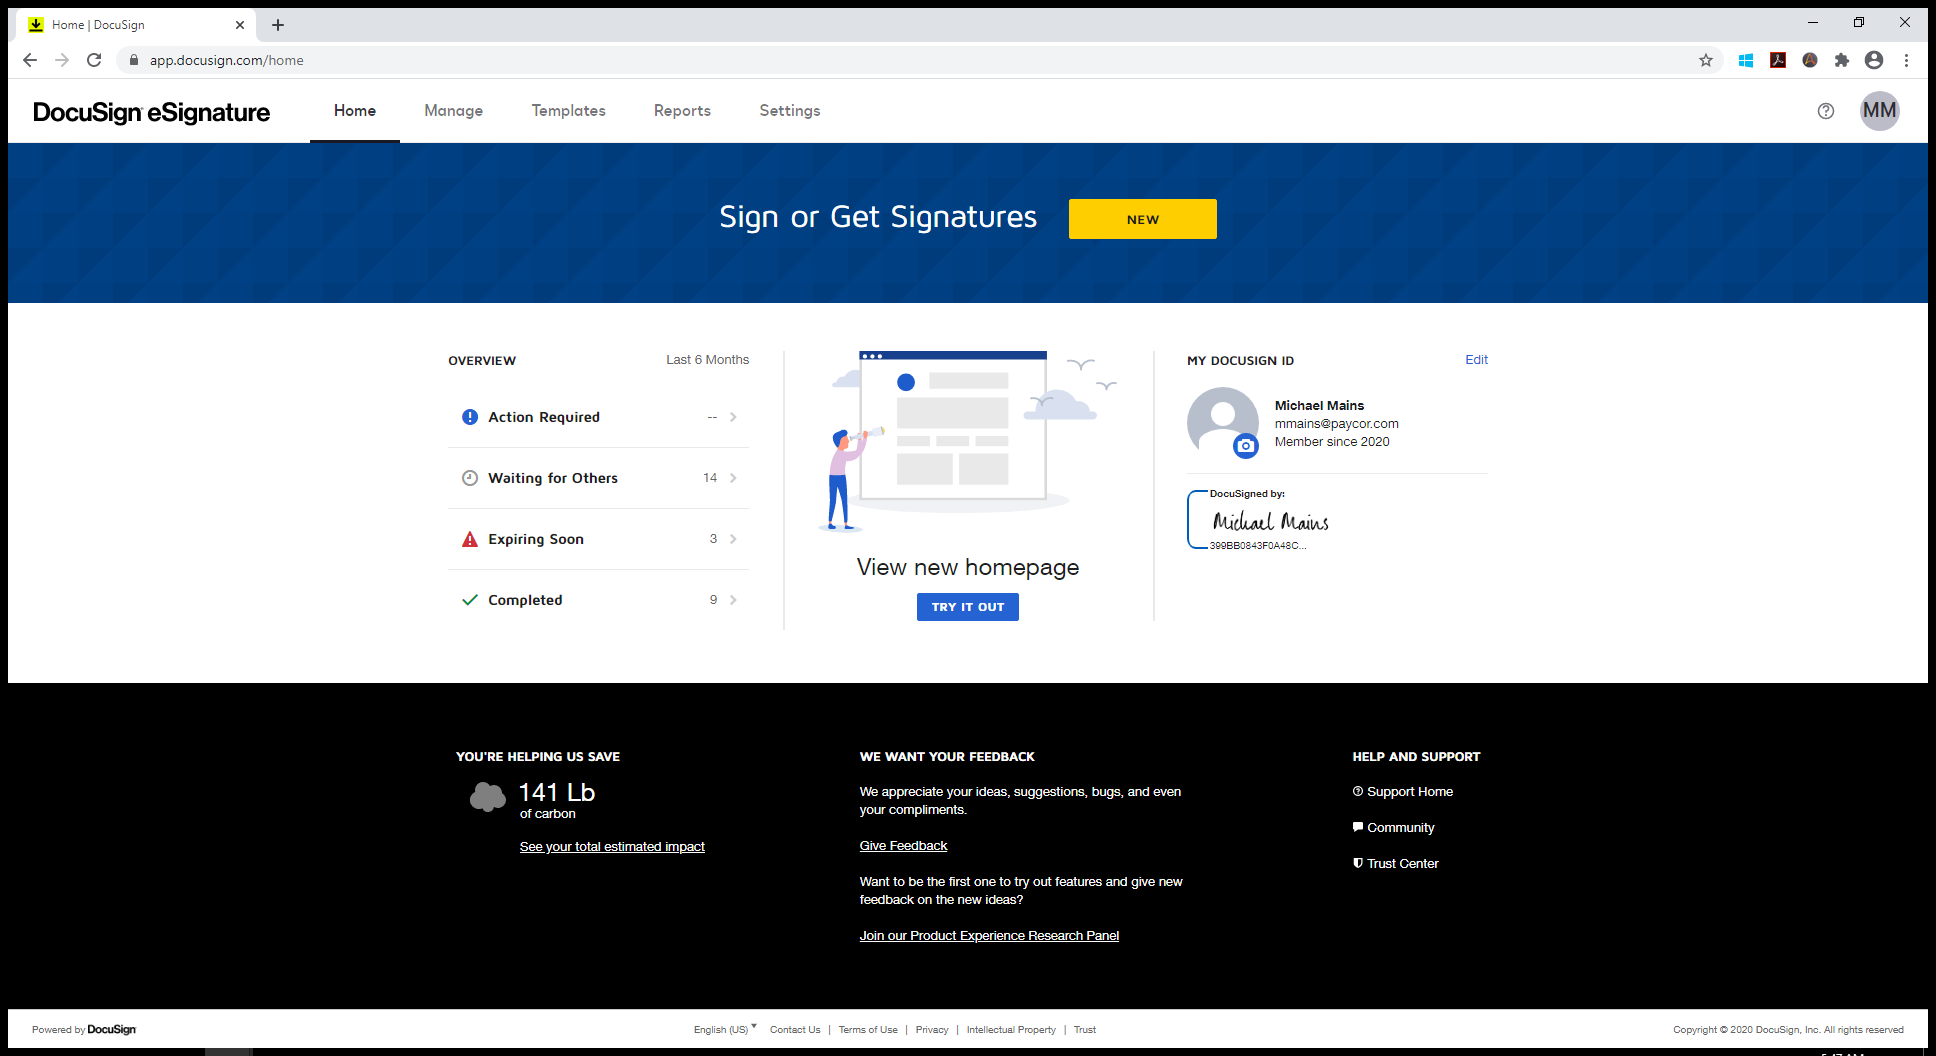 Home | DocuSign
app.docusign.com/home
DocuSign eSignature
Home
Manage
Templates
Reports
Settings
MM
Sign or Get Signatures
NEW
OVERVIEW
Last 6 Months
Action Required
--
Waiting for Others
14
Expiring Soon
3
Completed
9
View new homepage
TRY IT OUT
MY DOCUSIGN ID
Edit
Michael Mains
mmains@paycor.com
Member since 2020
DocuSigned by:
Michael Mains
399BB0843F0A48C...
YOU'RE HELPING US SAVE
141 Lb
of carbon
See your total estimated impact
WE WANT YOUR FEEDBACK
We appreciate your ideas, suggestions, bugs, and even
your compliments.
Give Feedback
Want to be the first one to try out features and give new
feedback on the new ideas?
Join our Product Experience Research Panel
HELP AND SUPPORT
Support Home
Community
Trust Center
Powered by DocuSign
English (US)
Contact Us | Terms of Use | Privacy | Intellectual Property | Trust
Copyright © 2020 DocuSign, Inc. All rights reserved